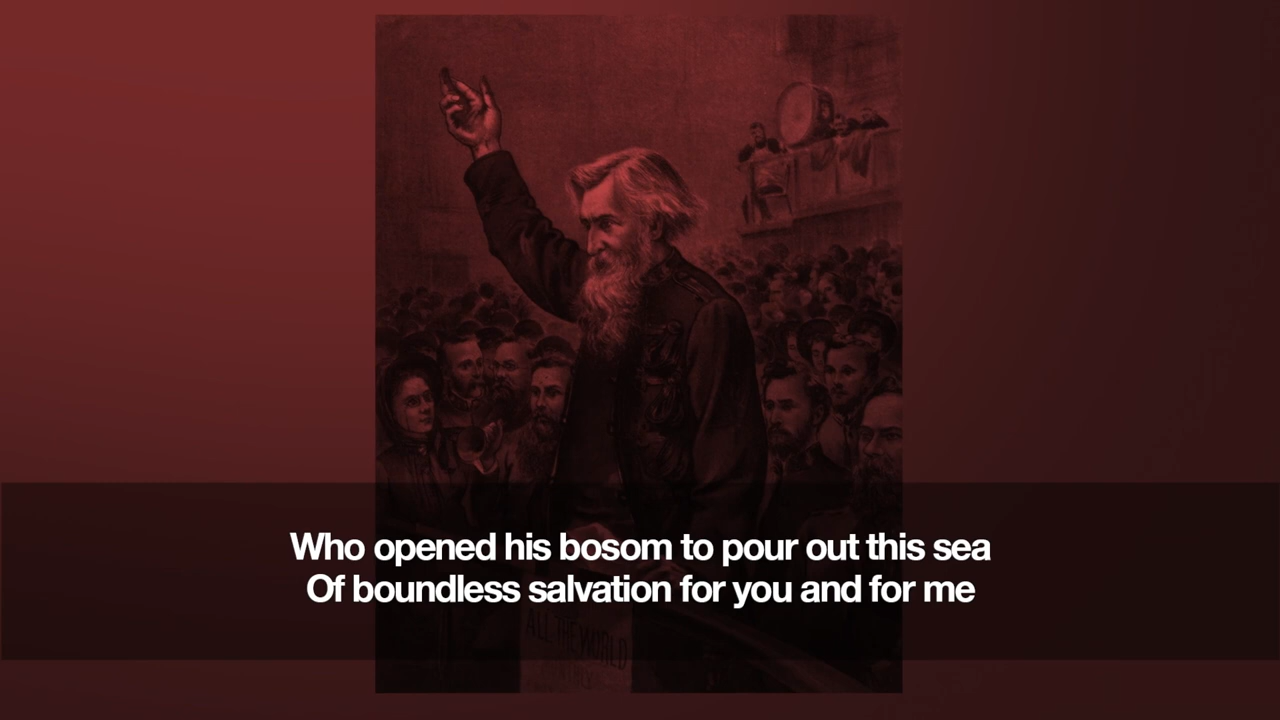 Who opened his bosom to pour out this sea
Of boundless salvation for you and for me
ALL THE WORLD